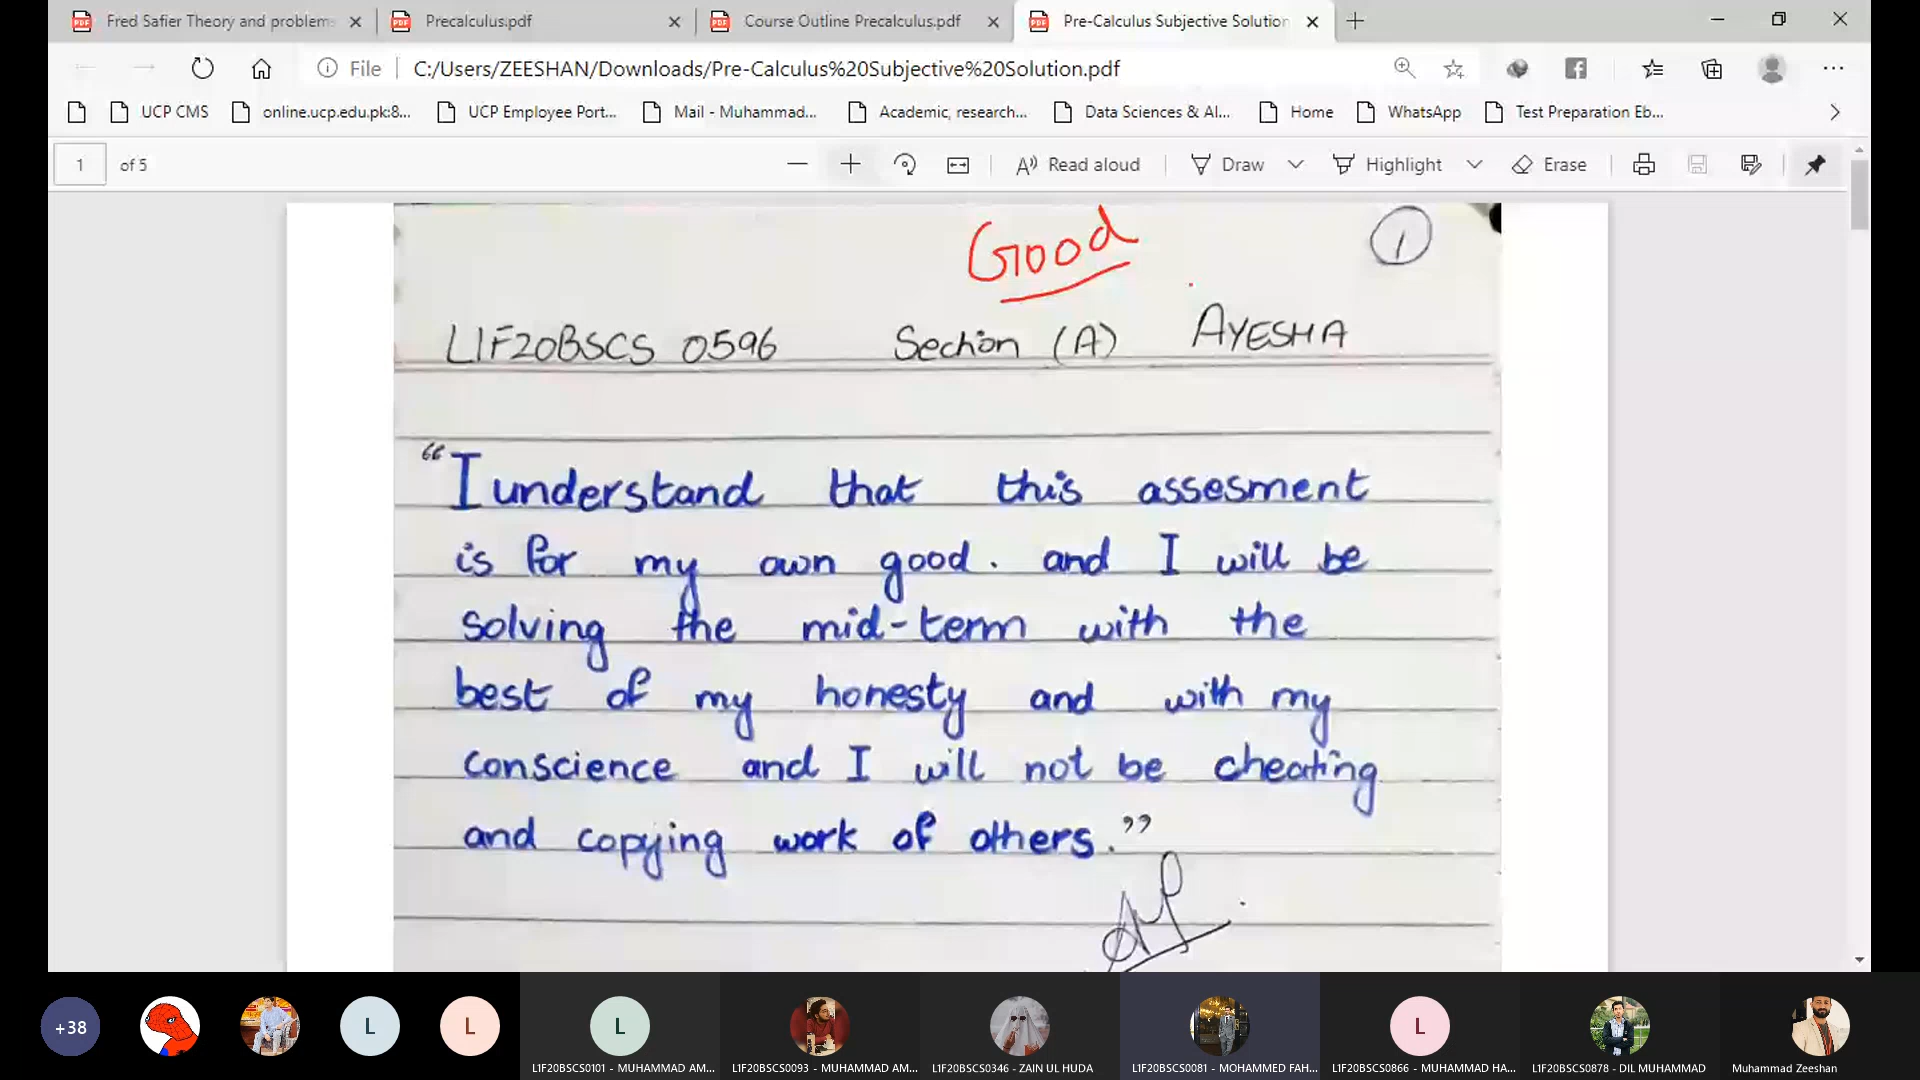 Fred Safier Theory and problems
Precalculus.pdf
Course Outline Precalculus.pdf
Pre-Calculus Subjective Solution
File
C:/Users/ZEESHAN/Downloads/Pre-Calculus%20Subjective%20Solution.pdf
UCP CMS
online.ucp.edu.pk:8...
UCP Employee Port...
Mail - Muhammad...
Academic, research...
Data Sciences & AI...
Home
WhatsApp
Test Preparation Eb...
1 of 5
Read aloud
Draw
Highlight
Erase
Good
1
L1F20BSCS 0596 Section (A) AYESHA
“I understand that this assesment
is for my own good. and I will be
solving the mid-term with the
best of my honesty and with my
conscience and I will not be cheating
and copying work of others.”
+38
L
L
L
L
L1F20BSCS0101 - MUHAMMAD AM...
L1F20BSCS0093 - MUHAMMAD AM...
L1F20BSCS0346 - ZAIN UL HUDA
L1F20BSCS0081 - MOHAMMED FAH...
L1F20BSCS0866 - MUHAMMAD HA...
L1F20BSCS0878 - DIL MUHAMMAD
Muhammad Zeeshan